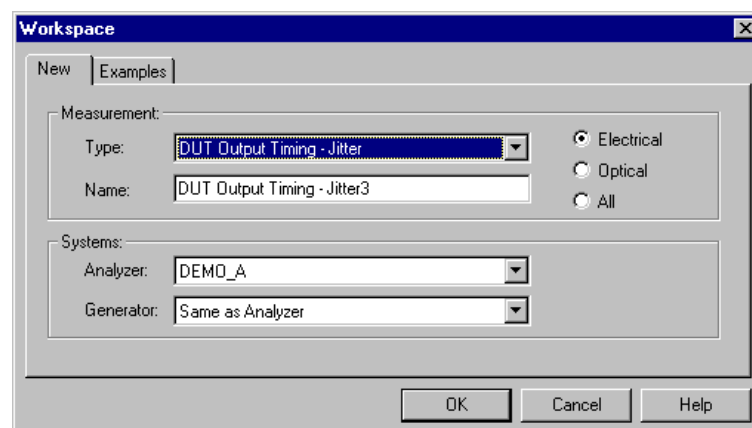 Workspace
New Examples
Measurement:
Type: DUT Output Timing - Jitter
Electrical
Optical
Name: DUT Output Timing - Jitter3
All
Systems:
Analyzer: DEMO_A
Generator: Same as Analyzer
OK Cancel Help